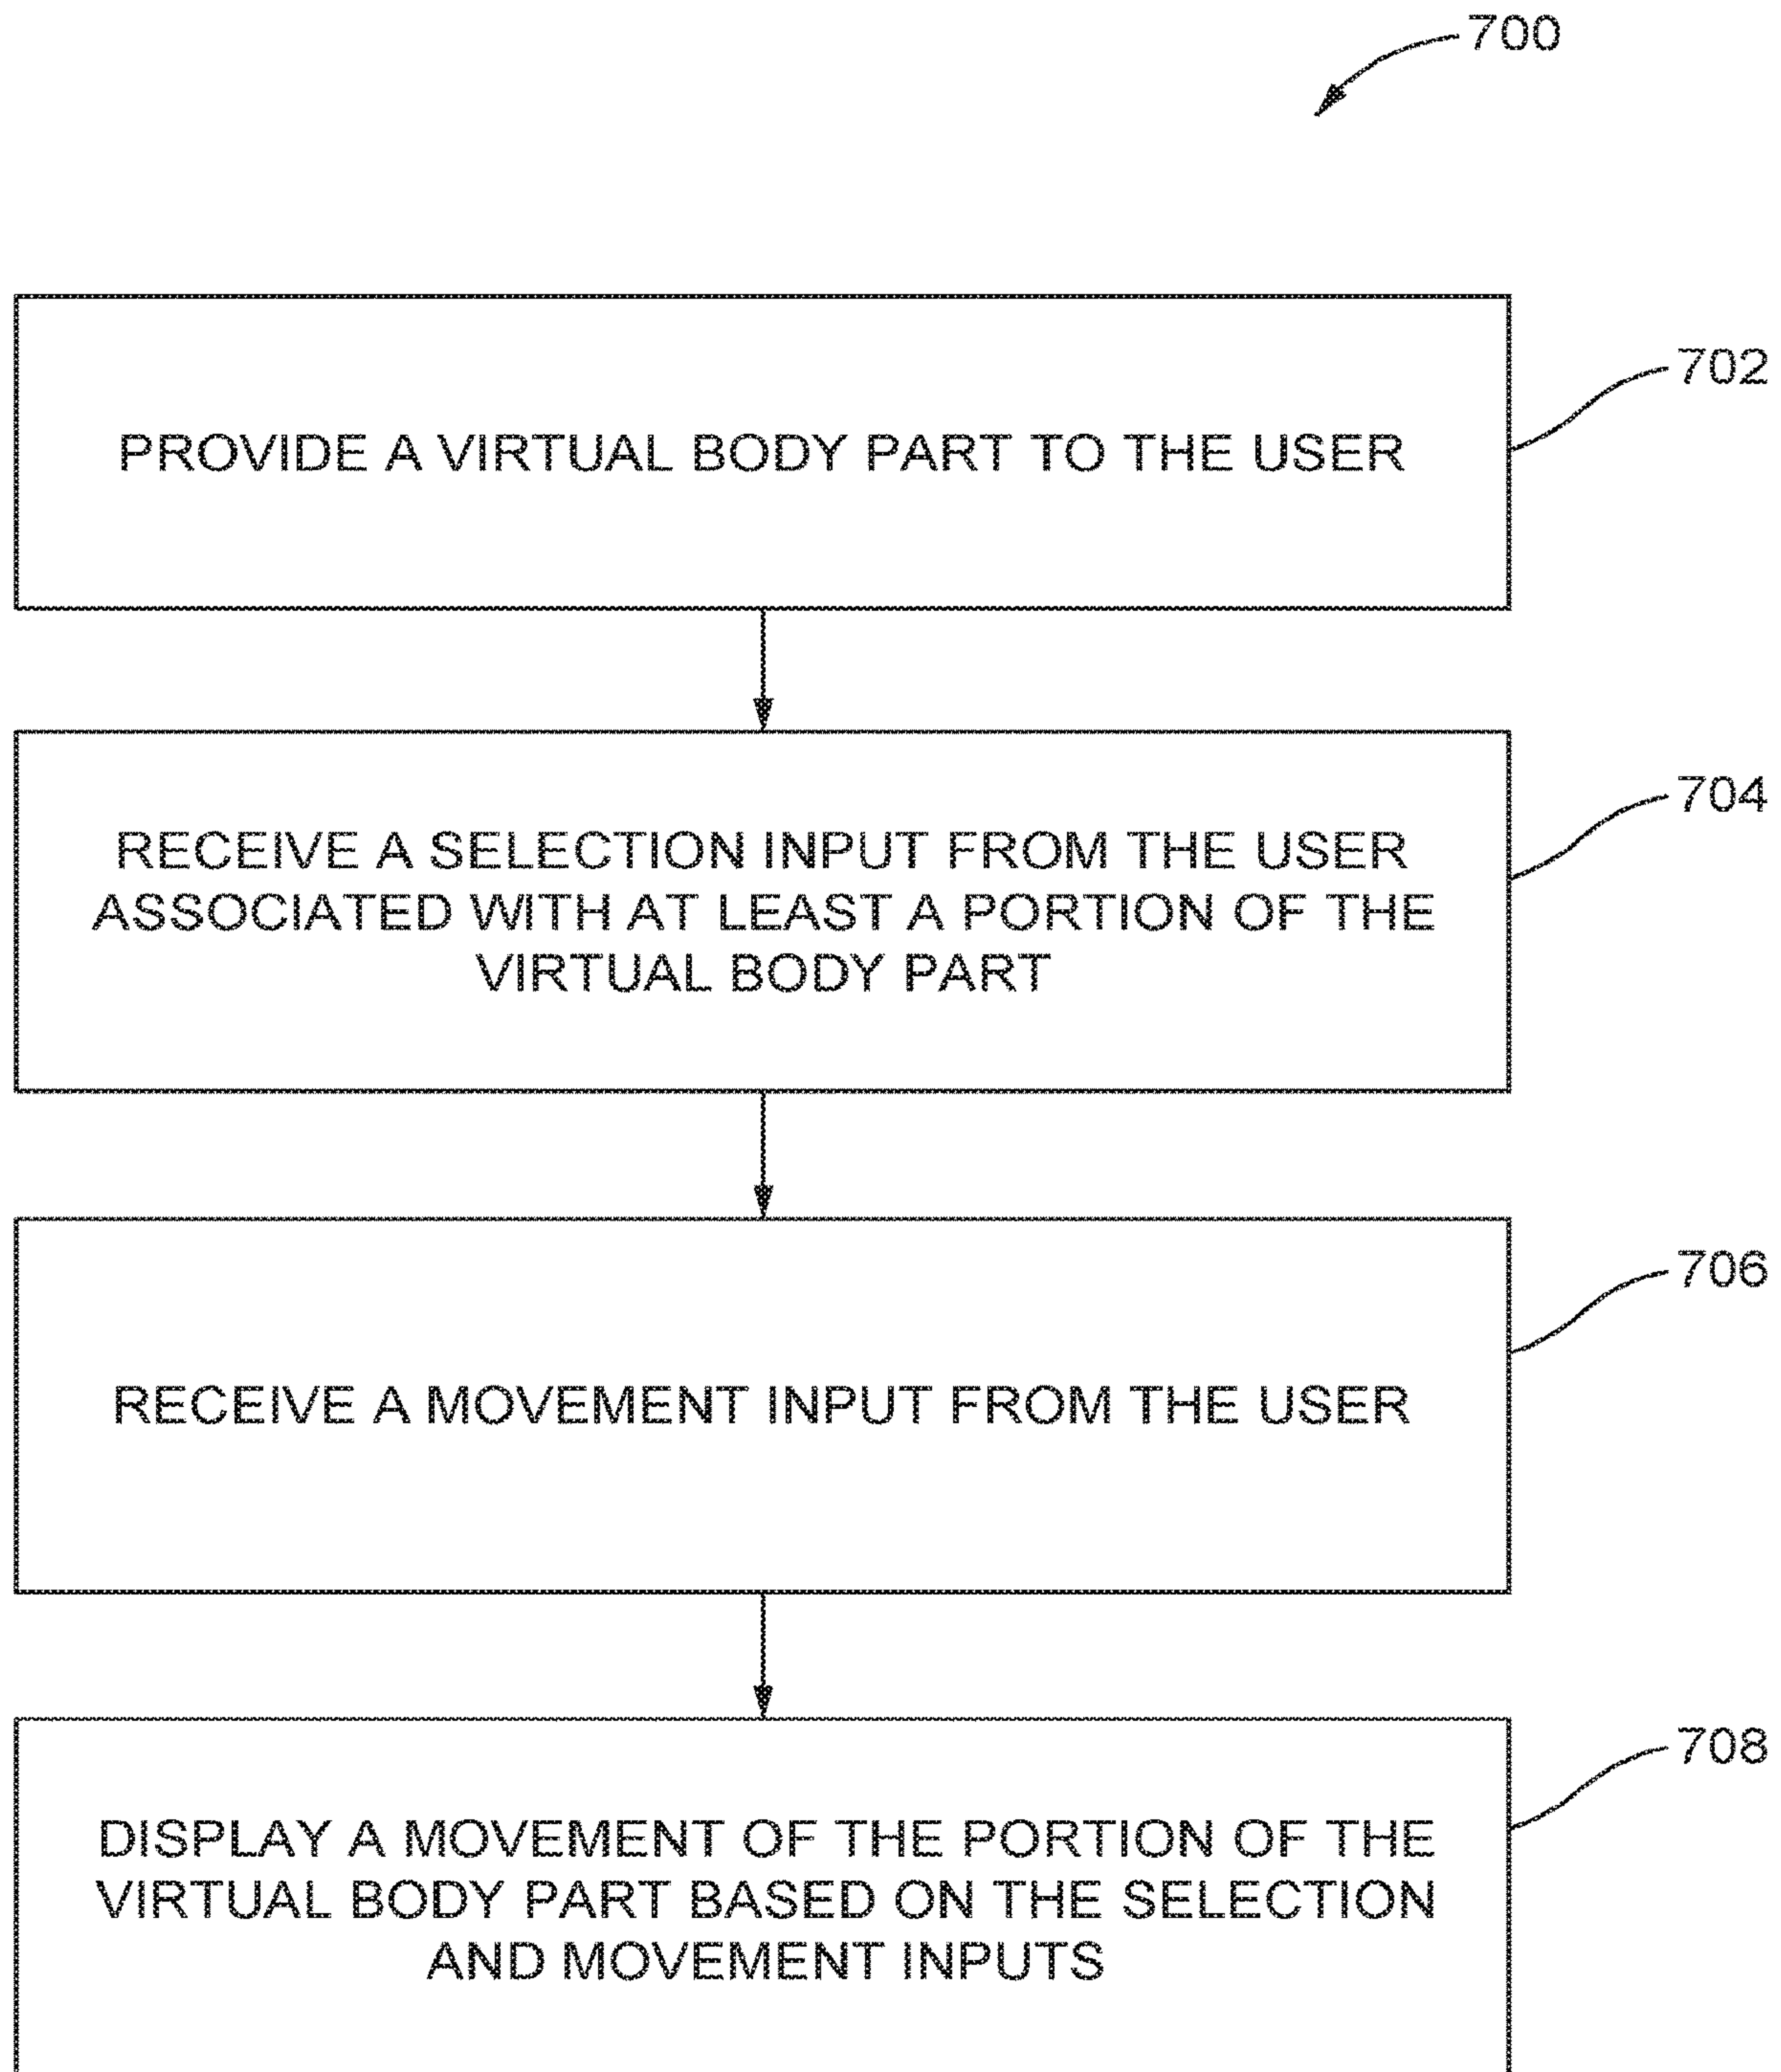 700
PROVIDE A VIRTUAL BODY PART TO THE USER
702
RECEIVE A SELECTION INPUT FROM THE USER
ASSOCIATED WITH AT LEAST A PORTION OF THE
VIRTUAL BODY PART
704
RECEIVE A MOVEMENT INPUT FROM THE USER
706
DISPLAY A MOVEMENT OF THE PORTION OF THE
VIRTUAL BODY PART BASED ON THE SELECTION
AND MOVEMENT INPUTS
708